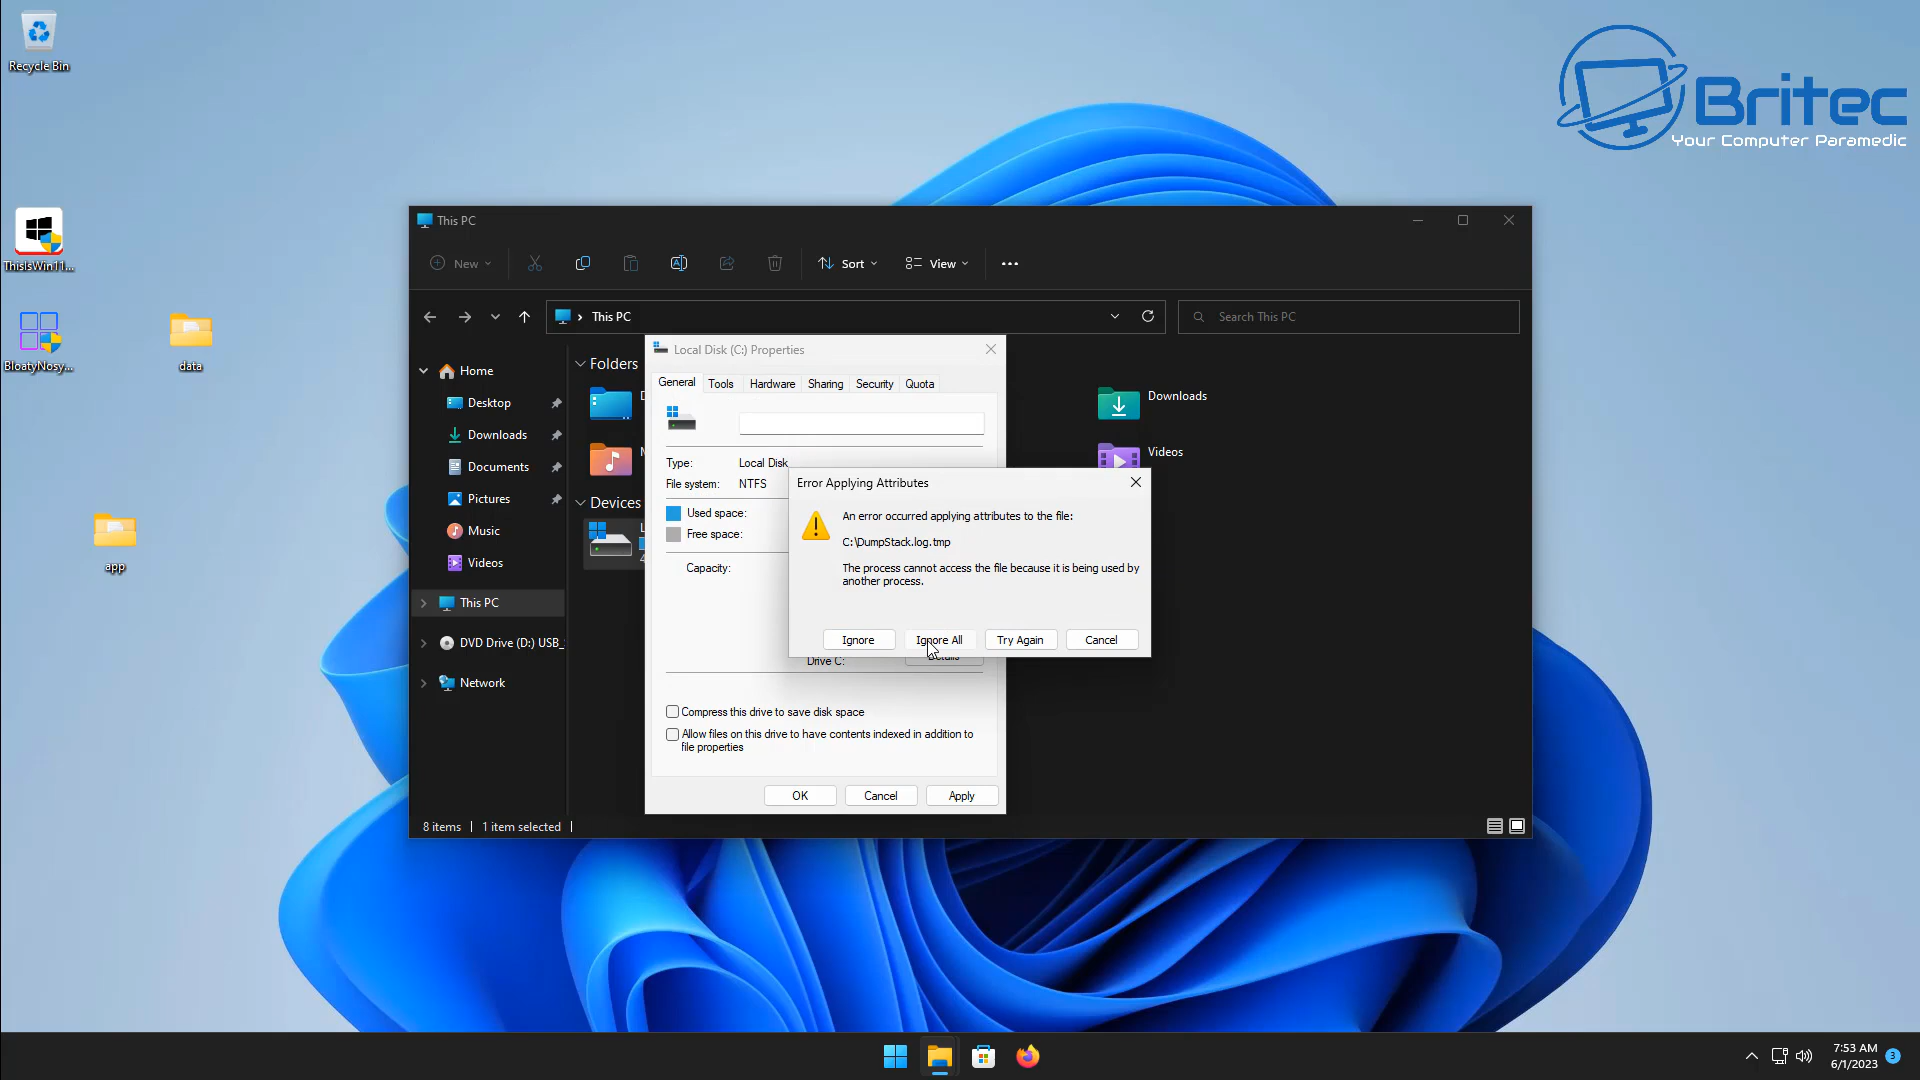 Recycle Bin
Britec
Your Computer Paramedic
ThisIsWin11...
BloatyNosy...
data
app
This PC
New
Sort
View
This PC
Search This PC
Home
Desktop
Downloads
Documents
Pictures
Music
Videos
This PC
DVD Drive (D:) USB_
Network
Folders
Devices
Downloads
Videos
Local Disk (C:) Properties
General Tools Hardware Sharing Security Quota
Type: Local Disk
File system: NTFS
Used space:
Free space:
Capacity:
Drive C: Details
Compress this drive to save disk space
Allow files on this drive to have contents indexed in addition to
file properties
OK Cancel Apply
Error Applying Attributes
An error occurred applying attributes to the file:
C:\DumpStack.log.tmp
The process cannot access the file because it is being used by
another process.
Ignore Ignore All Try Again Cancel
8 items 1 item selected
7:53 AM
6/1/2023
3